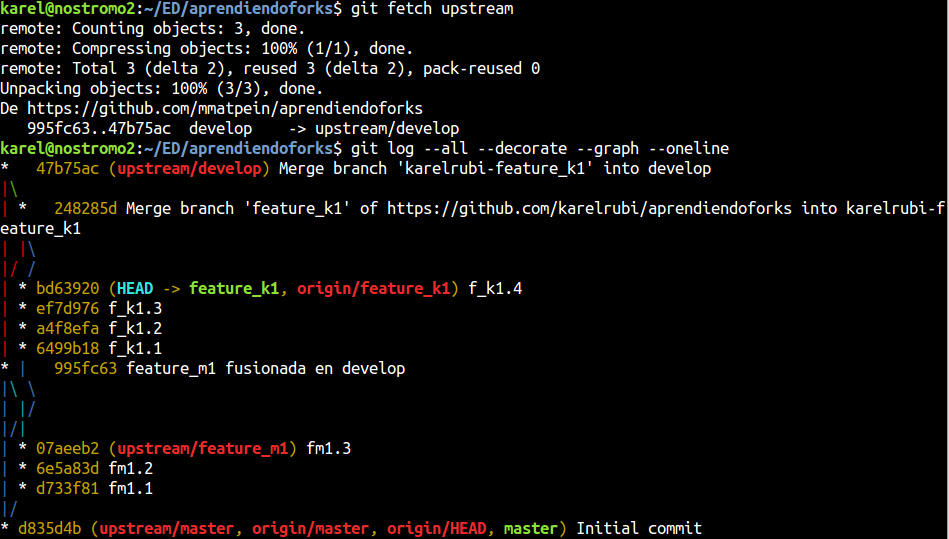 karel@nostromo2:~/ED/aprendiendoforks$ git fetch upstream
remote: Counting objects: 3, done.
remote: Compressing objects: 100% (1/1), done.
remote: Total 3 (delta 2), reused 3 (delta 2), pack-reused 0
Unpacking objects: 100% (3/3), done.
De https://github.com/mmatpein/aprendiendoforks
   995fc63..47b75ac  develop    -> upstream/develop
karel@nostromo2:~/ED/aprendiendoforks$ git log --all --decorate --graph --oneline
*   47b75ac (upstream/develop) Merge branch 'karelrubi-feature_k1' into develop
|\
| *   248285d Merge branch 'feature_k1' of https://github.com/karelrubi/aprendiendoforks into karelrubi-f
eature_k1
| |\
|/ /
| * bd63920 (HEAD -> feature_k1, origin/feature_k1) f_k1.4
| * ef7d976 f_k1.3
| * a4f8efa f_k1.2
| * 6499b18 f_k1.1
* |   995fc63 feature_m1 fusionada en develop
|\ \
| |/
|/|
| * 07aeeb2 (upstream/feature_m1) fm1.3
| * 6e5a83d fm1.2
| * d733f81 fm1.1
|/
* d835d4b (upstream/master, origin/master, origin/HEAD, master) Initial commit